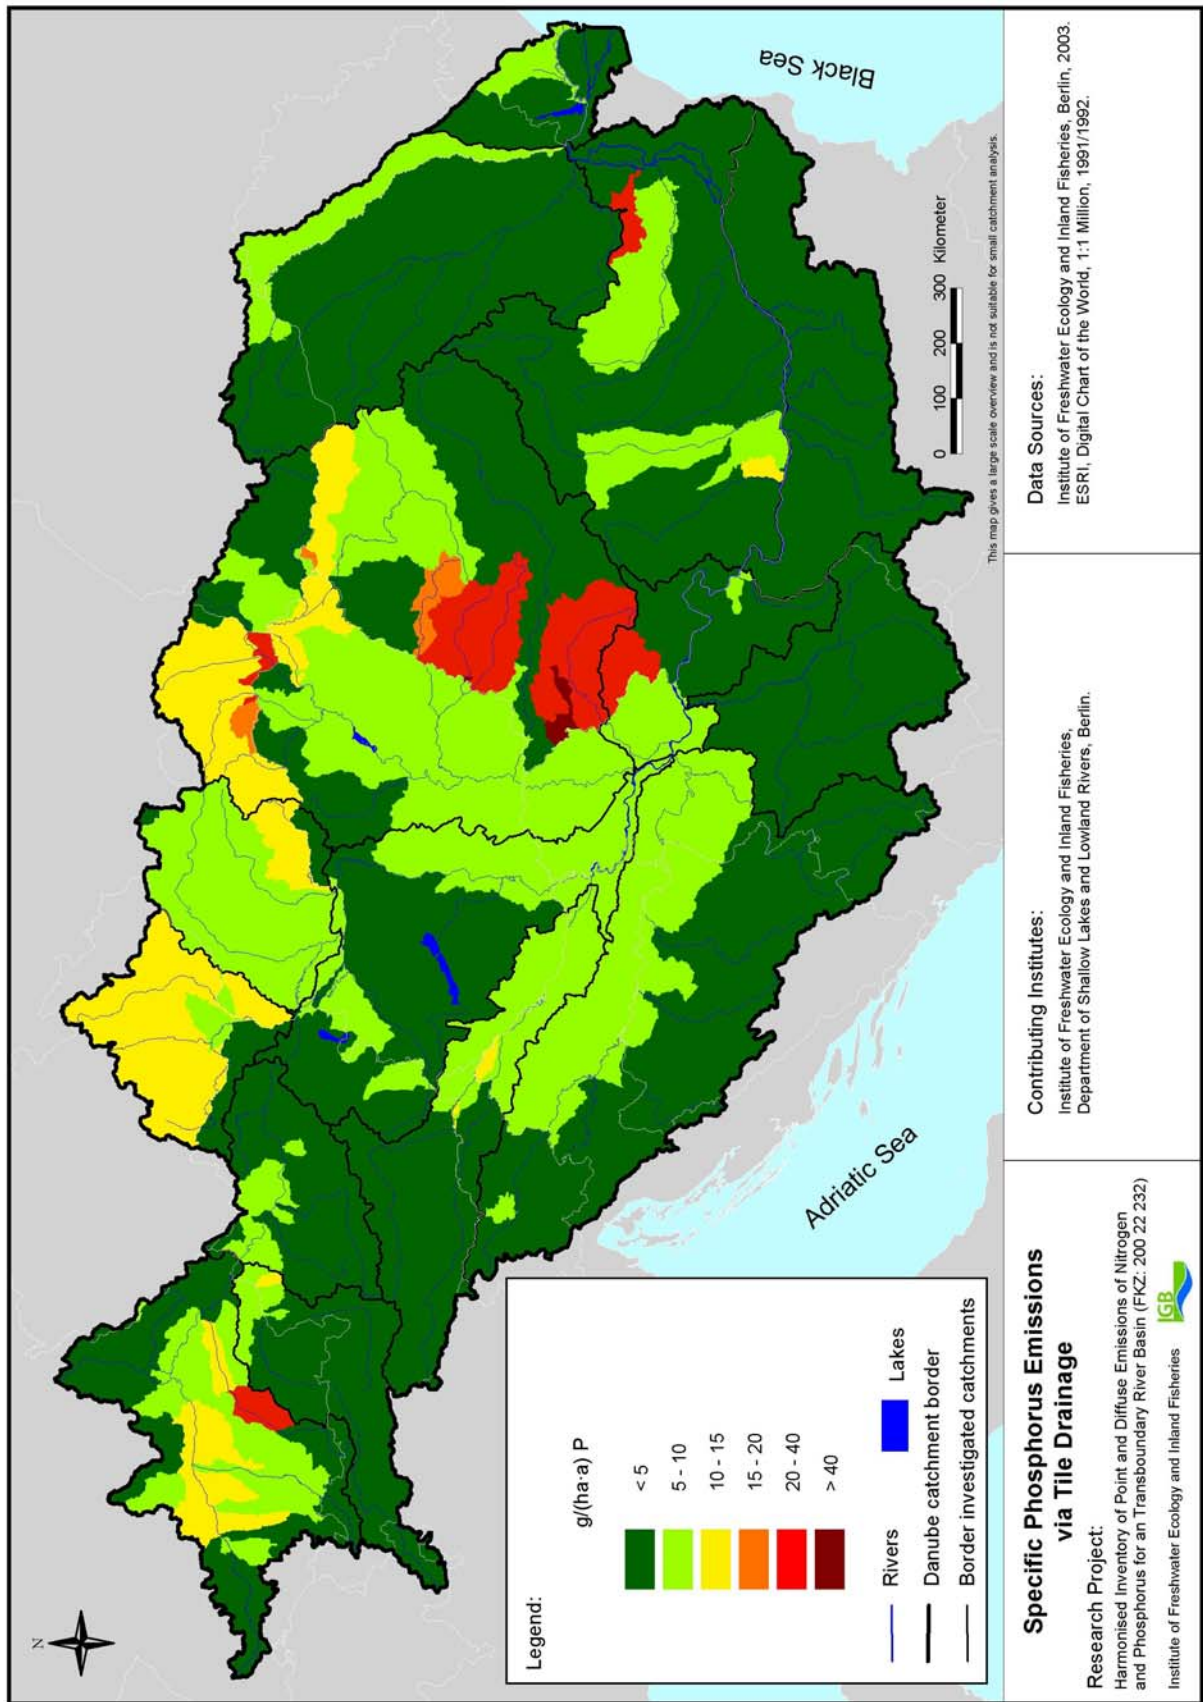 N
Black Sea
Adriatic Sea
0 100 200 300 Kilometer
This map gives a large scale overview and is not suitable for small catchment analysis.
Legend:
g/(ha·a) P
< 5
5 - 10
10 - 15
15 - 20
20 - 40
> 40
Rivers
Lakes
Danube catchment border
Border investigated catchments
Specific Phosphorus Emissions
via Tile Drainage
Research Project:
Harmonised Inventory of Point and Diffuse Emissions of Nitrogen
and Phosphorus for an Transboundary River Basin (FKZ: 200 22 232)
Institute of Freshwater Ecology and Inland Fisheries
IGB
Contributing Institutes:
Institute of Freshwater Ecology and Inland Fisheries,
Department of Shallow Lakes and Lowland Rivers, Berlin.
Data Sources:
Institute of Freshwater Ecology and Inland Fisheries, Berlin, 2003.
ESRI, Digital Chart of the World, 1:1 Million, 1991/1992.